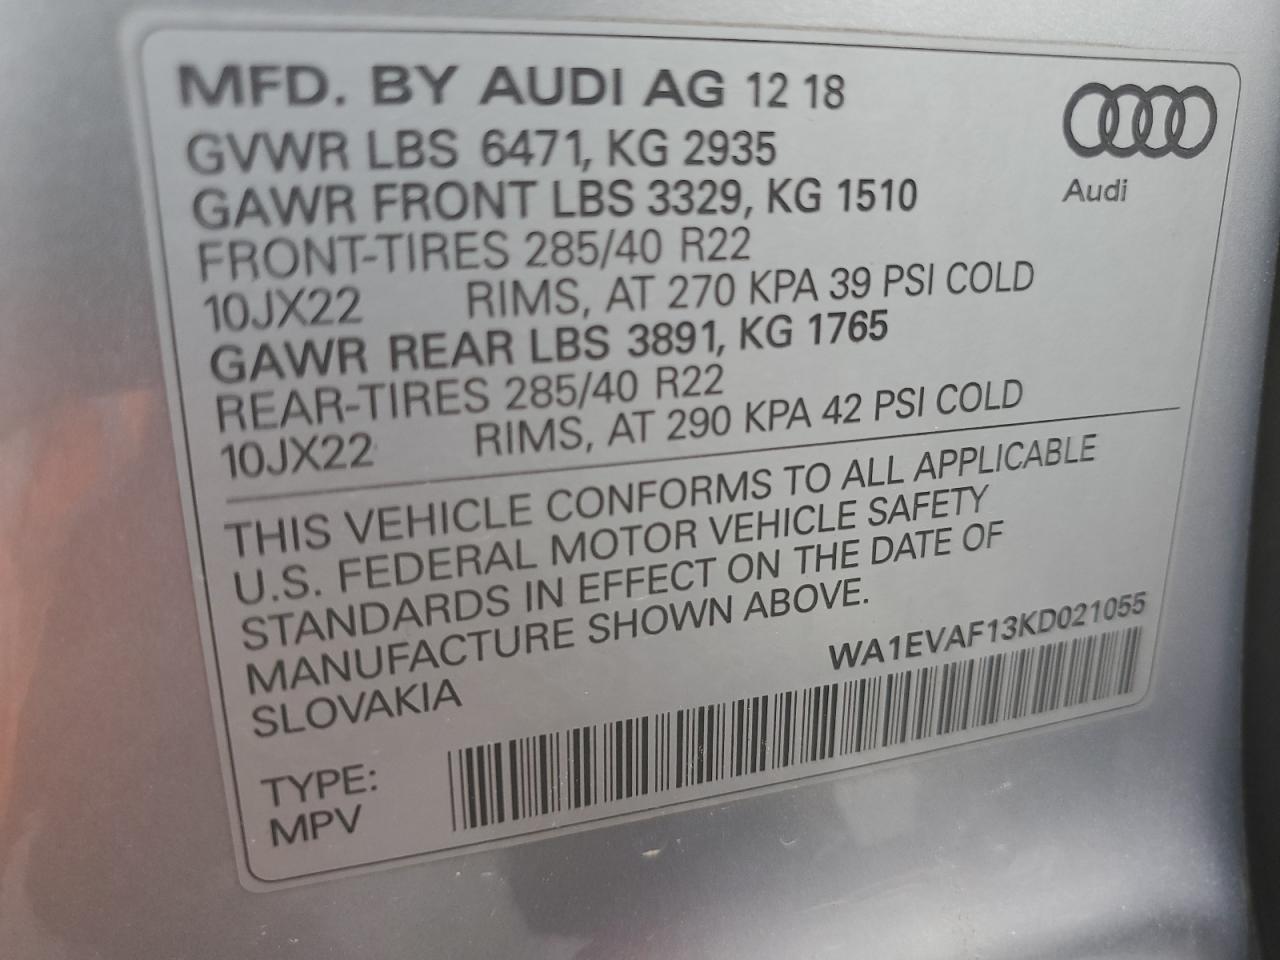 MFD. BY AUDI AG 12 18
GVWR LBS 6471, KG 2935
GAWR FRONT LBS 3329, KG 1510
FRONT-TIRES 285/40 R22
10JX22 RIMS, AT 270 KPA 39 PSI COLD
GAWR REAR LBS 3891, KG 1765
REAR-TIRES 285/40 R22
10JX22 RIMS, AT 290 KPA 42 PSI COLD
Audi
THIS VEHICLE CONFORMS TO ALL APPLICABLE
U.S. FEDERAL MOTOR VEHICLE SAFETY
STANDARDS IN EFFECT ON THE DATE OF
MANUFACTURE SHOWN ABOVE.
SLOVAKIA
WA1EVAF13KD021055
TYPE:
MPV